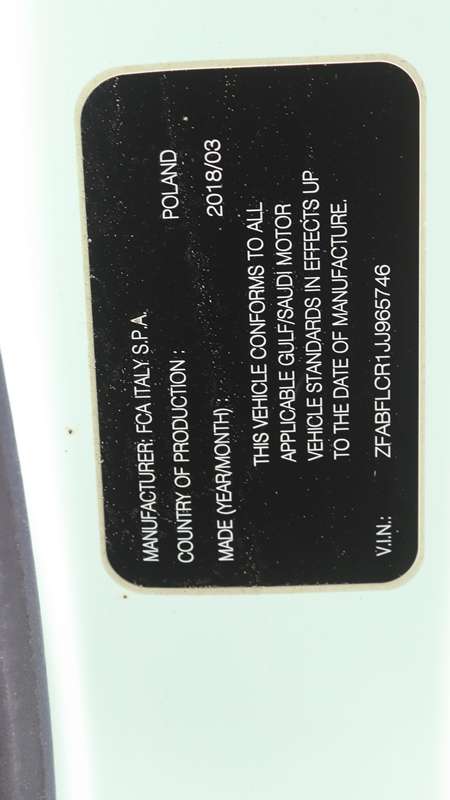 MANUFACTURER: FCA ITALY S.P.A.
COUNTRY OF PRODUCTION : POLAND
MADE (YEAR/MONTH) : 2018/03
THIS VEHICLE CONFORMS TO ALL
APPLICABLE GULF/SAUDI MOTOR
VEHICLE STANDARDS IN EFFECTS UP
TO THE DATE OF MANUFACTURE.
V.I.N.: ZFABFLCR1JJ965746